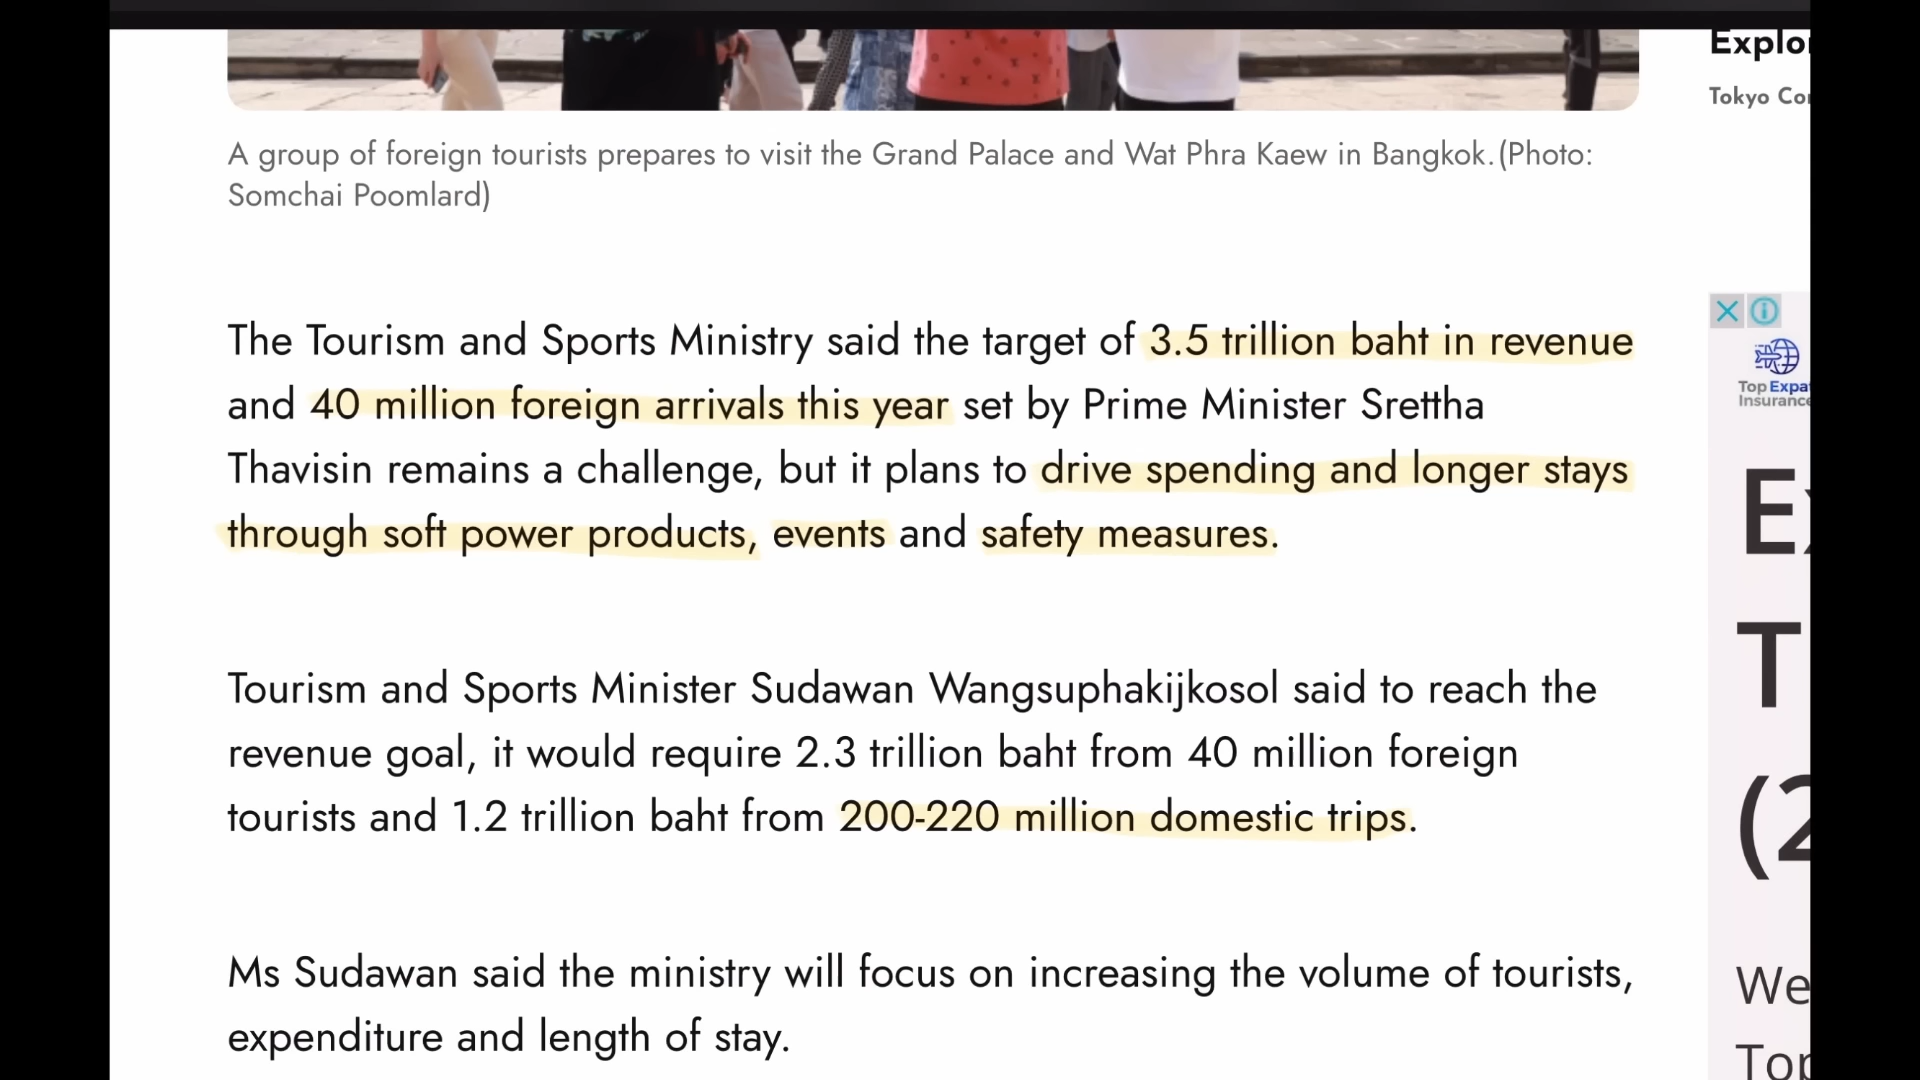 A group of foreign tourists prepares to visit the Grand Palace and Wat Phra Kaew in Bangkok.(Photo:
Somchai Poomlard)
The Tourism and Sports Ministry said the target of 3.5 trillion baht in revenue
and 40 million foreign arrivals this year set by Prime Minister Srettha
Thavisin remains a challenge, but it plans to drive spending and longer stays
through soft power products, events and safety measures.
Tourism and Sports Minister Sudawan Wangsuphakijkosol said to reach the
revenue goal, it would require 2.3 trillion baht from 40 million foreign
tourists and 1.2 trillion baht from 200-220 million domestic trips.
Ms Sudawan said the ministry will focus on increasing the volume of tourists,
expenditure and length of stay.
Tokyo
Top
Insurance
T
(2
We
Top